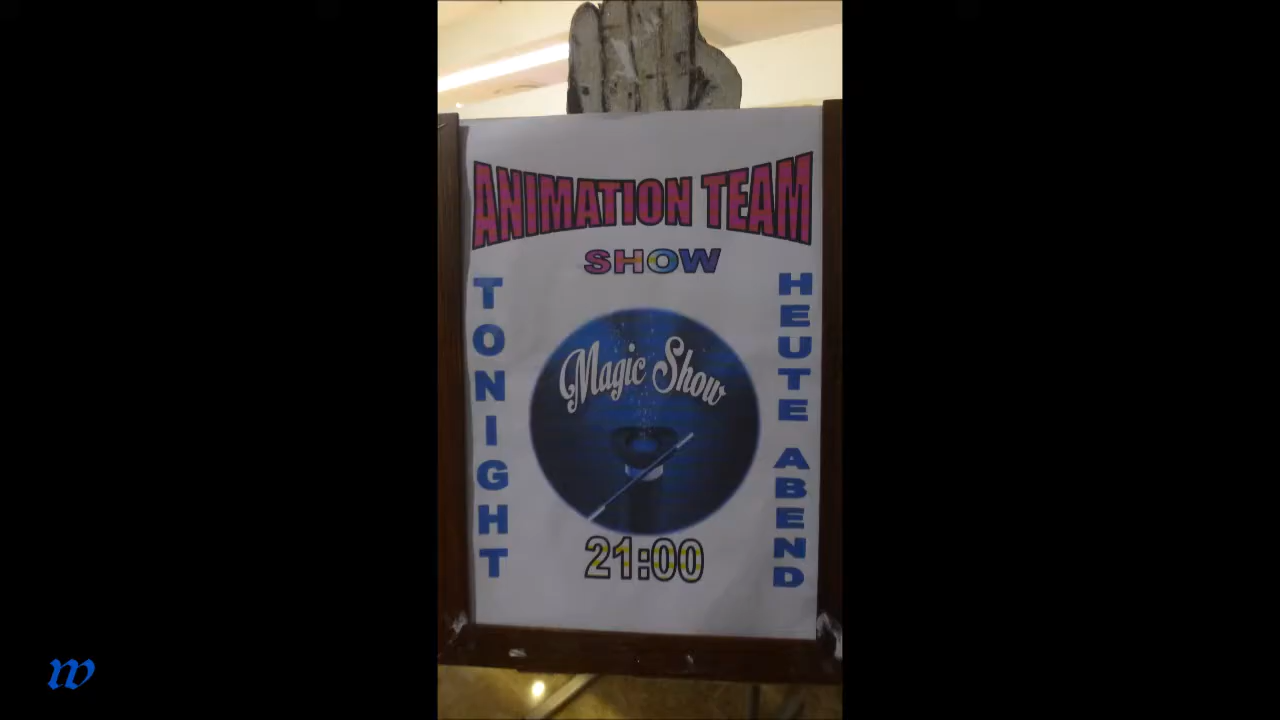 ANIMATION TEAM
SHOW
TONIGHT
HEUTE ABEND
Magic Show
21:00
w